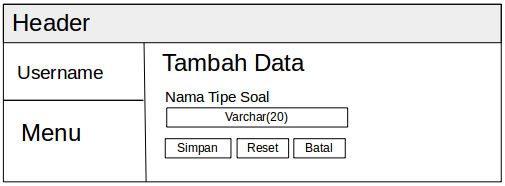 Header
Username
Menu
Tambah Data
Nama Tipe Soal
Varchar(20)
Simpan Reset Batal